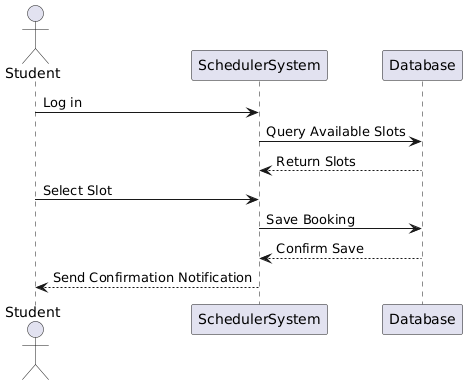 Student
SchedulerSystem
Database
Log in
Query Available Slots
Return Slots
Select Slot
Save Booking
Confirm Save
Send Confirmation Notification
Student
SchedulerSystem
Database